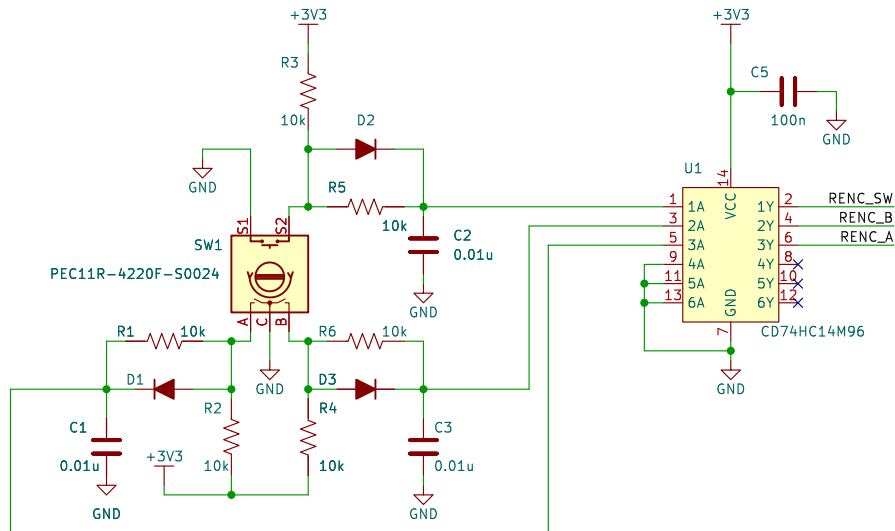 +3V3
+3V3
R3
C5
10k
D2
100n
GND
U1
14
GND
R5
1
1A
VCC
1Y
2
RENC_SW
S1
S2
10k
3
2A
2Y
4
RENC_B
SW1
C2
5
3A
3Y
6
RENC_A
0.01u
9
4A
4Y
8
PEC11R-4220F-S0024
11
5A
5Y
10
GND
13
6A
GND
6Y
12
A
C
B
7
CD74HC14M96
R1
10k
R6
10k
GND
D1
GND
D3
R2
R4
C1
C3
+3V3
0.01u
10k
10k
0.01u
GND
GND